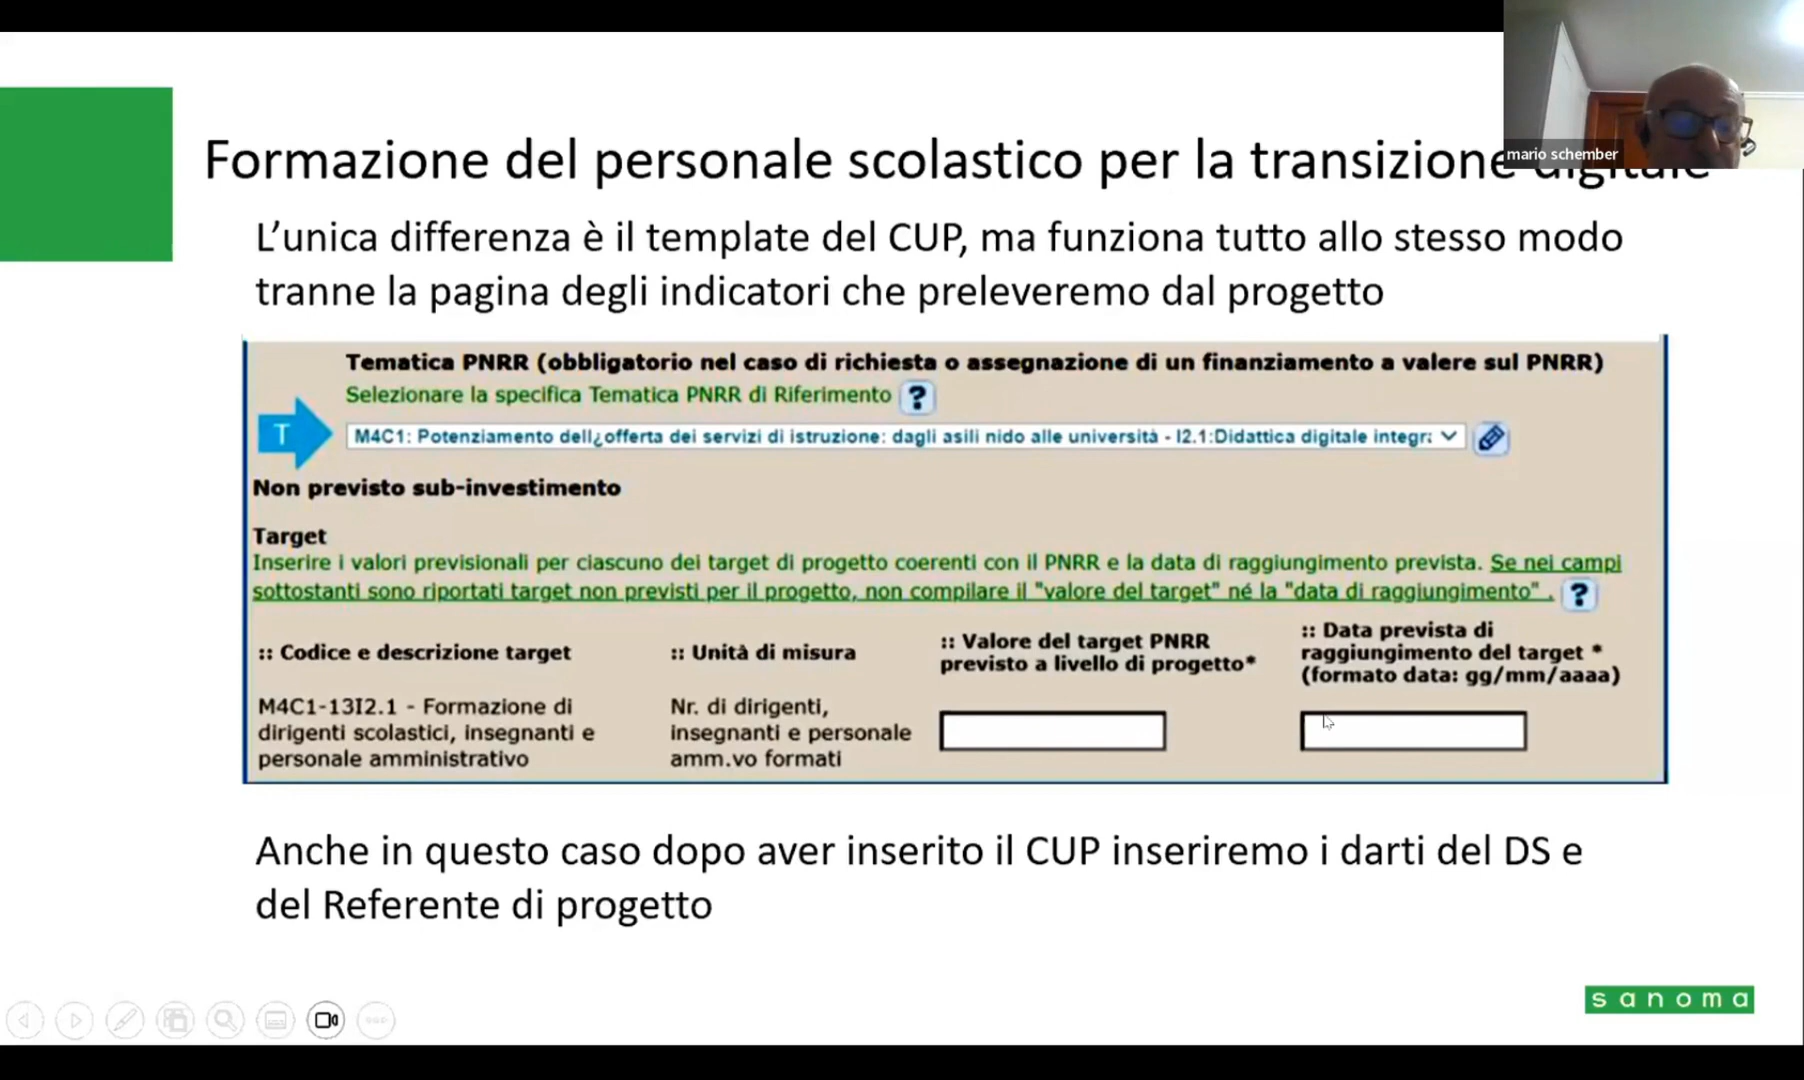 mario schember
Formazione del personale scolastico per la transizione digitale
L’unica differenza è il template del CUP, ma funziona tutto allo stesso modo
tranne la pagina degli indicatori che preleveremo dal progetto
Tematica PNRR (obbligatorio nel caso di richiesta o assegnazione di un finanziamento a valere sul PNRR)
Selezionare la specifica Tematica PNRR di Riferimento ?
T
M4C1: Potenziamento dell¿offerta dei servizi di istruzione: dagli asili nido alle università - I2.1:Didattica digitale integr
Non previsto sub-investimento
Target
Inserire i valori previsionali per ciascuno dei target di progetto coerenti con il PNRR e la data di raggiungimento prevista. Se nei campi
sottostanti sono riportati target non previsti per il progetto, non compilare il "valore del target" né la "data di raggiungimento" . ?
:: Codice e descrizione target
:: Unità di misura
:: Valore del target PNRR
previsto a livello di progetto*
:: Data prevista di
raggiungimento del target *
(formato data: gg/mm/aaaa)
M4C1-13I2.1 - Formazione di
dirigenti scolastici, insegnanti e
personale amministrativo
Nr. di dirigenti,
insegnanti e personale
amm.vo formati
Anche in questo caso dopo aver inserito il CUP inseriremo i darti del DS e
del Referente di progetto
sanoma